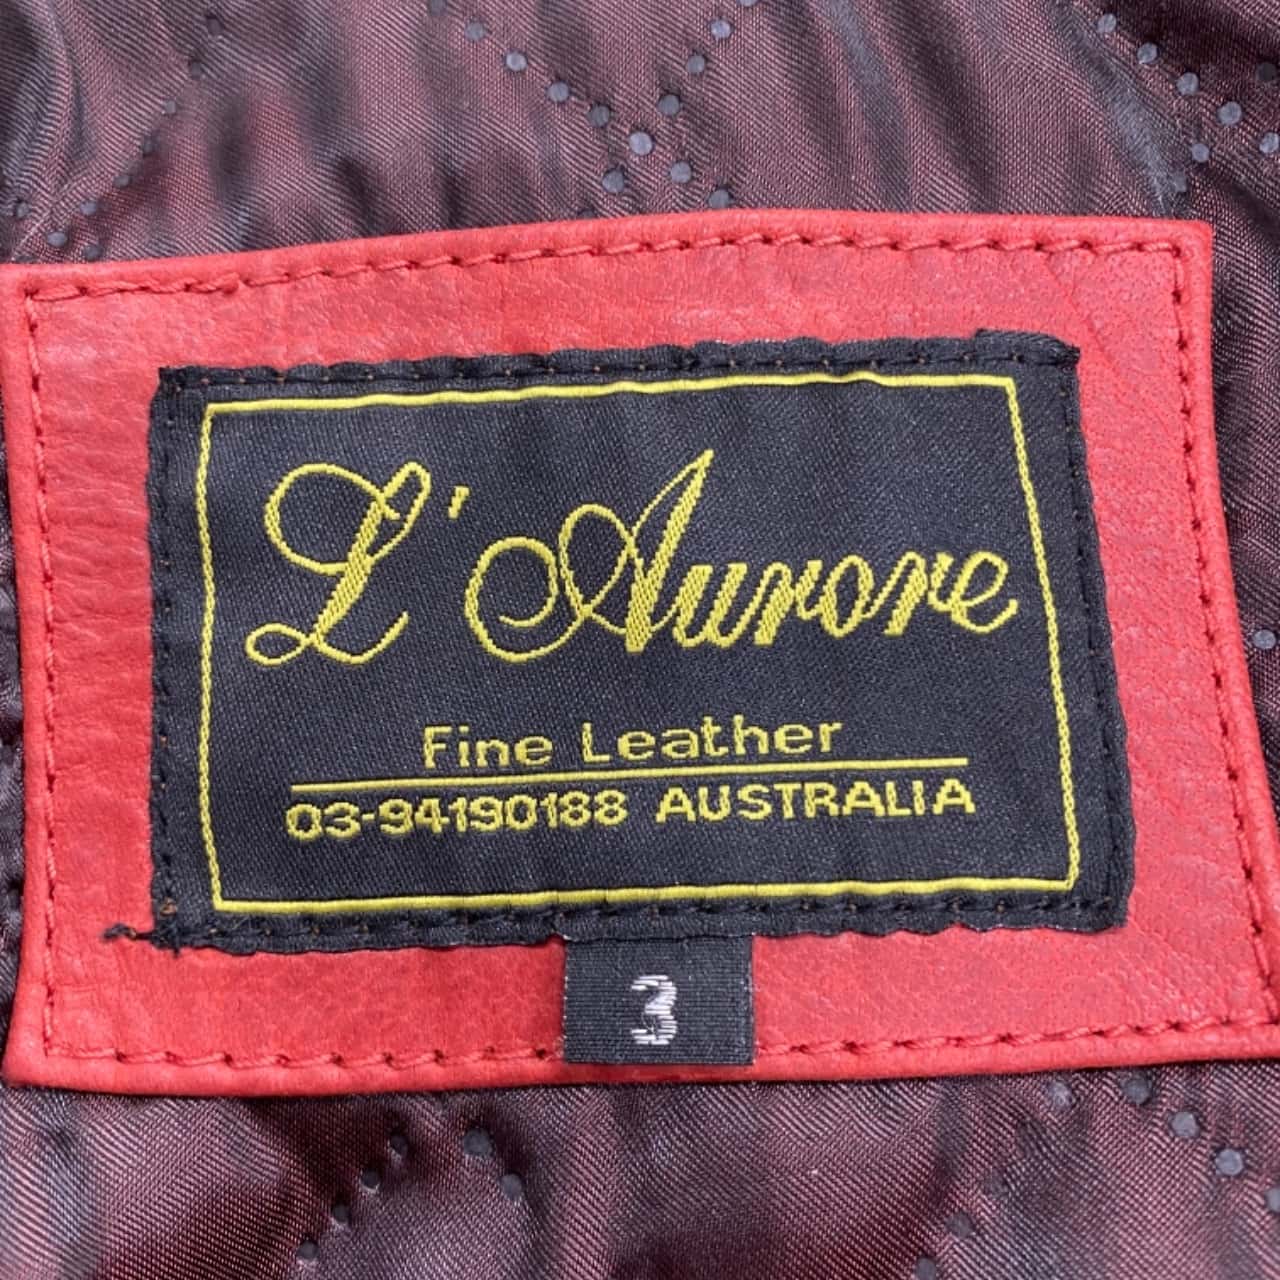 L'Aurore
Fine Leather
03-94190188 AUSTRALIA
3